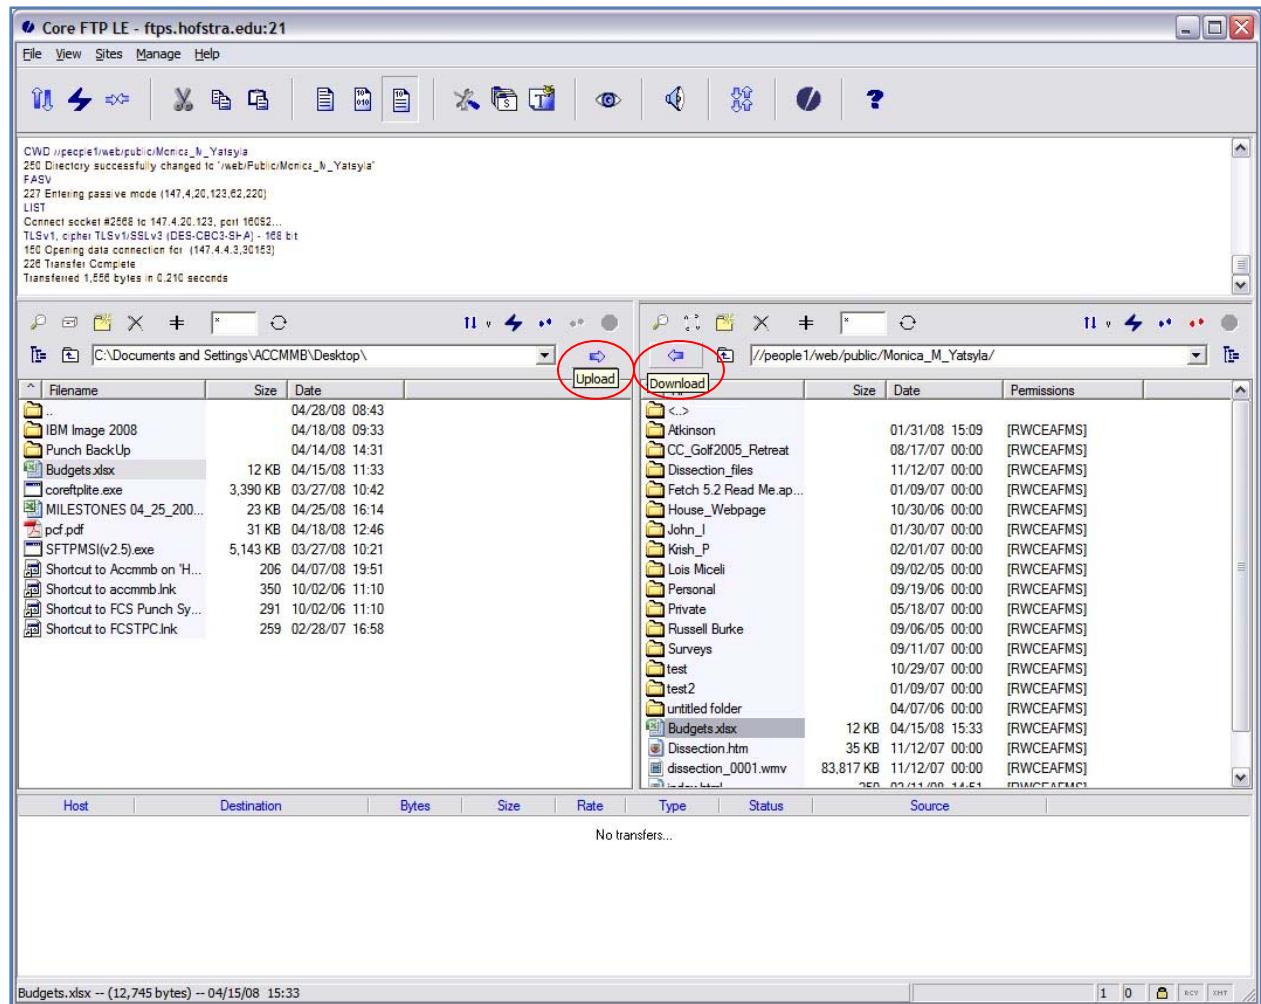 Core FTP LE - ftps.hofstra.edu:21
File View Sites Manage Help
CWD //people1/web/public/Monica_M_Yatsyla
250 Directory successfully changed to "/web/Public/Monica_M_Yatsyla"
PASV
227 Entering passive mode (147,4,20,123,62,220)
LIST
Connect socket #2568 to 147.4.20.123, port 16092...
TLSv1, cipher TLSv1/SSLv3 (DES-CBC3-SHA) - 168 bit
150 Opening data connection for (147.4.4.3,30153)
226 Transfer Complete
Transferred 1,556 bytes in 0.210 seconds
C:\Documents and Settings\ACCMMB\Desktop\
Upload
Filename Size Date
.. 04/28/08 08:43
IBM Image 2008 04/18/08 09:33
Punch BackUp 04/14/08 14:31
Budgets.xlsx 12 KB 04/15/08 11:33
coreftplite.exe 3,390 KB 03/27/08 10:42
MILESTONES 04_25_200... 23 KB 04/25/08 16:14
pcf.pdf 31 KB 04/18/08 12:46
SFTPMSI(v2.5).exe 5,143 KB 03/27/08 10:21
Shortcut to Accmmb on 'H... 206 04/07/08 19:51
Shortcut to accmmb.lnk 350 10/02/06 11:10
Shortcut to FCS Punch Sy... 291 10/02/06 11:10
Shortcut to FCSTPC.lnk 259 02/28/07 16:58
//people1/web/public/Monica_M_Yatsyla/
Download
Size Date Permissions
<..>
Atkinson 01/31/08 15:09 [RWCEAFMS]
CC_Golf2005_Retreat 08/17/07 00:00 [RWCEAFMS]
Dissection_files 11/12/07 00:00 [RWCEAFMS]
Fetch 5.2 Read Me.ap... 01/09/07 00:00 [RWCEAFMS]
House_Webpage 10/30/06 00:00 [RWCEAFMS]
John_I 01/30/07 00:00 [RWCEAFMS]
Krish_P 02/01/07 00:00 [RWCEAFMS]
Lois Miceli 09/02/05 00:00 [RWCEAFMS]
Personal 09/19/06 00:00 [RWCEAFMS]
Private 05/18/07 00:00 [RWCEAFMS]
Russell Burke 09/06/05 00:00 [RWCEAFMS]
Surveys 09/11/07 00:00 [RWCEAFMS]
test 10/29/07 00:00 [RWCEAFMS]
test2 01/09/07 00:00 [RWCEAFMS]
untitled folder 04/07/06 00:00 [RWCEAFMS]
Budgets.xlsx 12 KB 04/15/08 15:33 [RWCEAFMS]
Dissection.htm 35 KB 11/12/07 00:00 [RWCEAFMS]
dissection_0001.wmv 83,817 KB 11/12/07 00:00 [RWCEAFMS]
Host Destination Bytes Size Rate Type Status Source
No transfers...
Budgets.xlsx -- (12,745 bytes) -- 04/15/08 15:33
1 0 RCV XMT